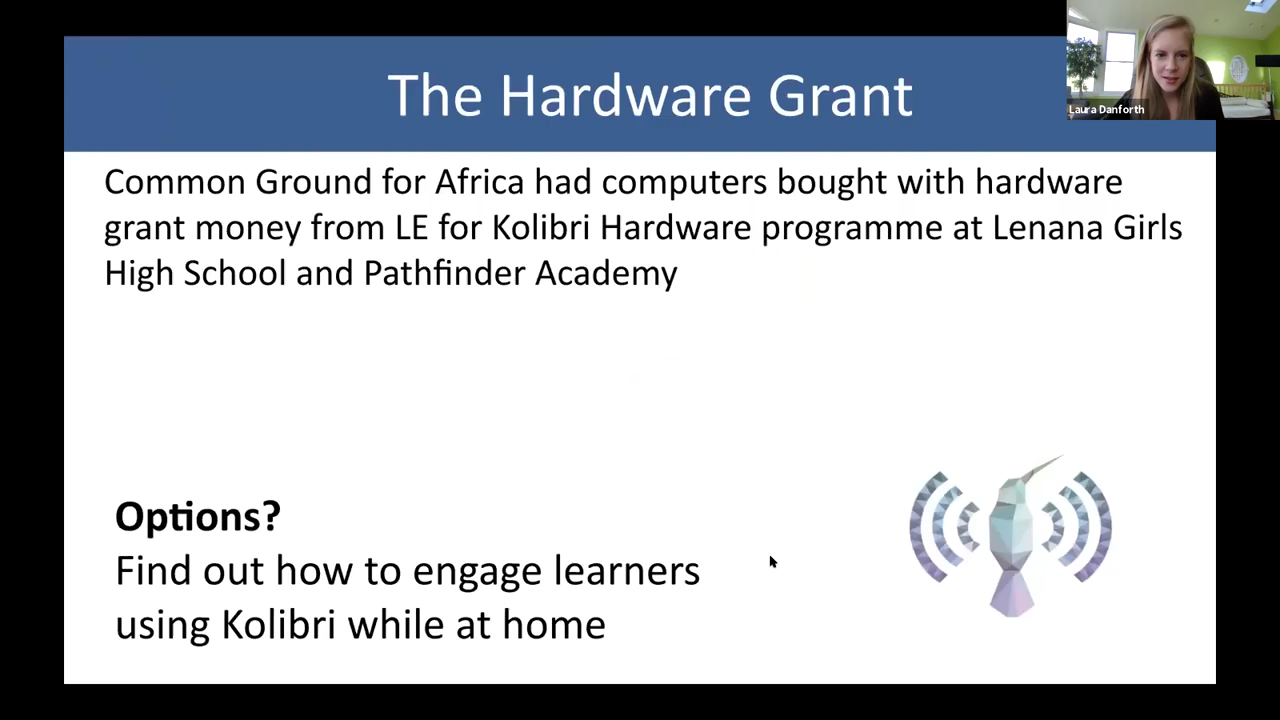 The Hardware Grant
Laura Danforth
Common Ground for Africa had computers bought with hardware
grant money from LE for Kolibri Hardware programme at Lenana Girls
High School and Pathfinder Academy
Options?
Find out how to engage learners
using Kolibri while at home